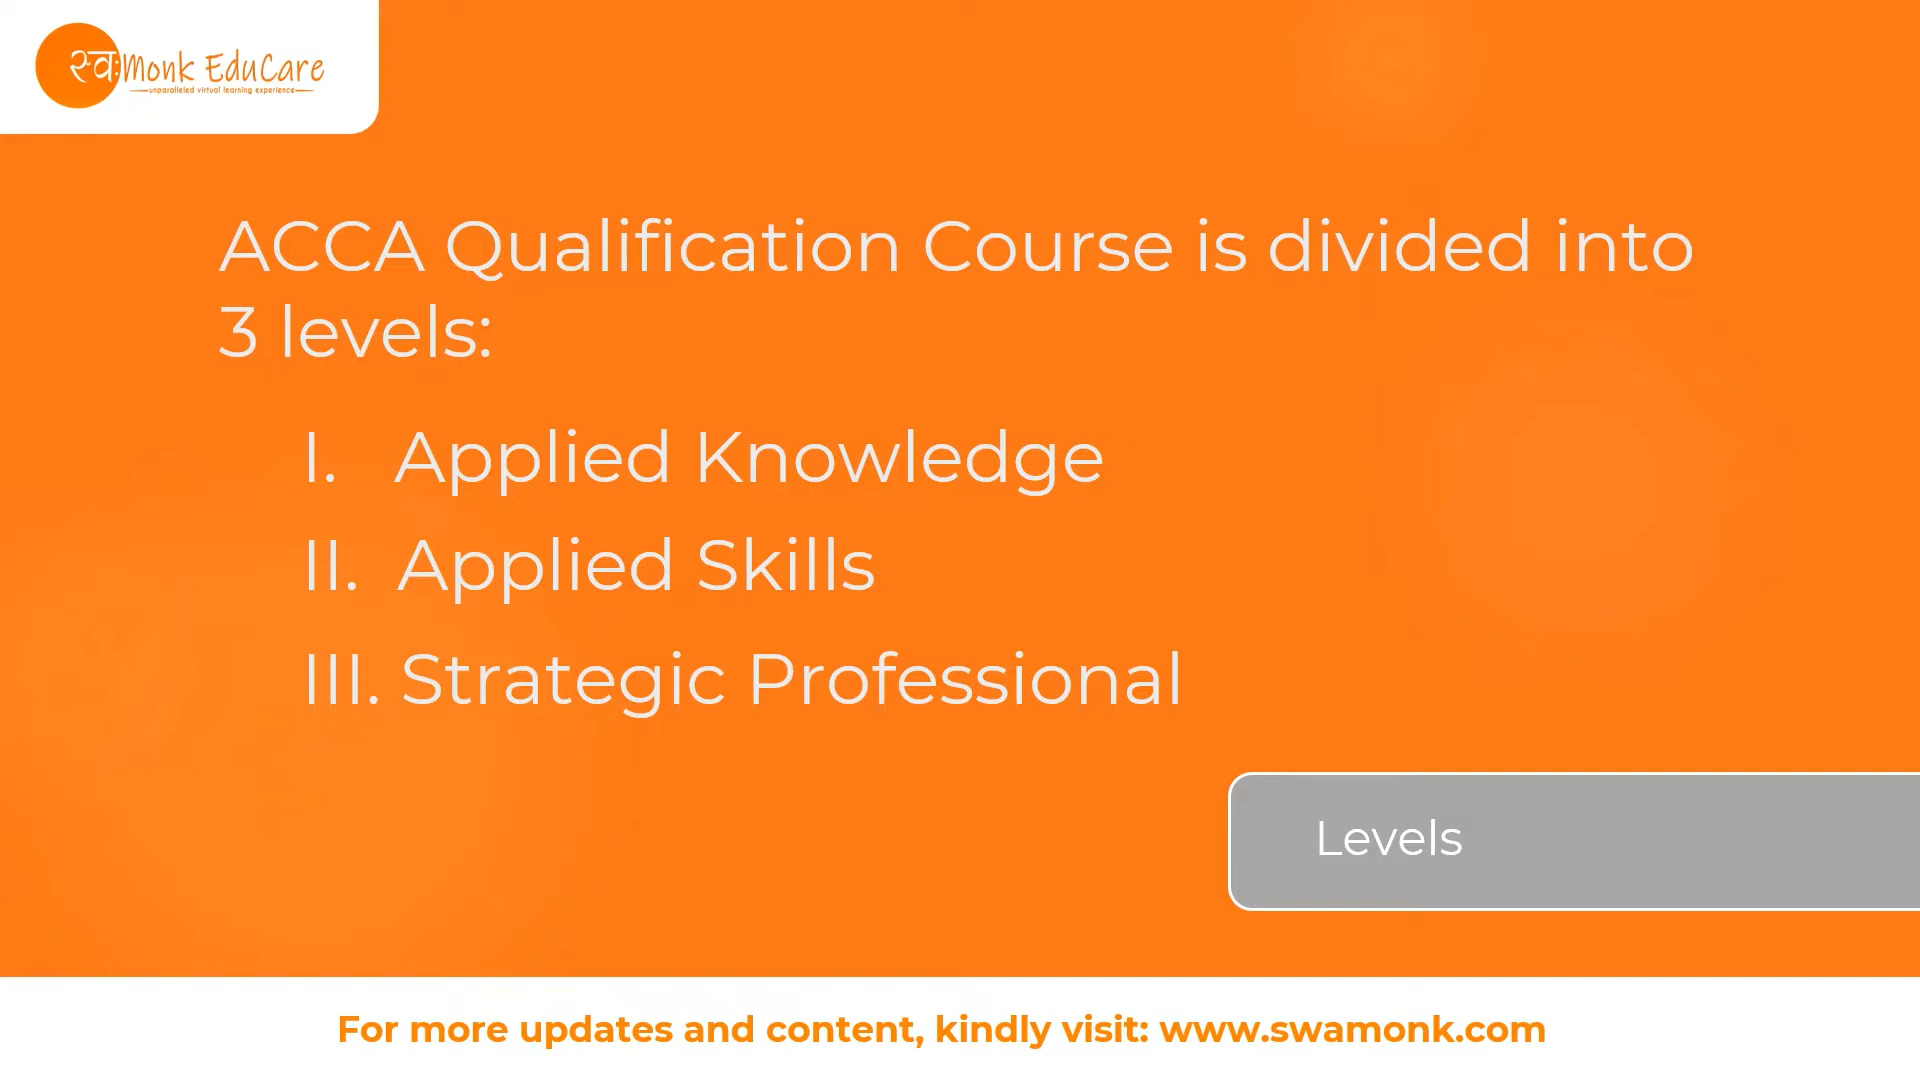 स्वःMonk EduCare
unparalleled virtual learning experience
ACCA Qualification Course is divided into
3 levels:
I. Applied Knowledge
II. Applied Skills
III. Strategic Professional
Levels
For more updates and content, kindly visit: www.swamonk.com